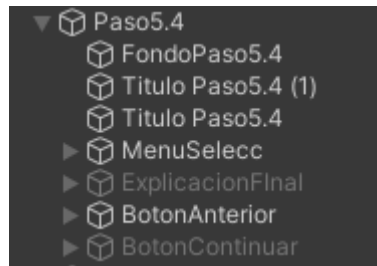 Paso5.4
FondoPaso5.4
Titulo Paso5.4 (1)
Titulo Paso5.4
MenuSelecc
ExplicacionFInal
BotonAnterior
BotonContinuar